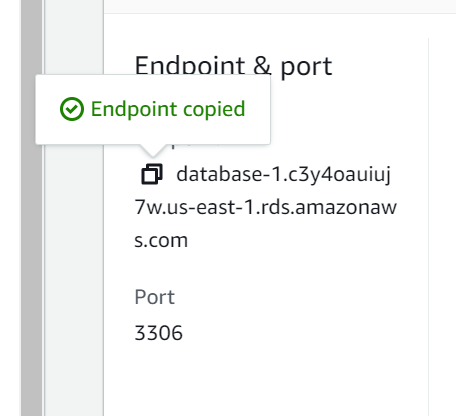 Endpoint & port
Endpoint copied
database-1.c3y4oauiuj
7w.us-east-1.rds.amazonaw
s.com
Port
3306